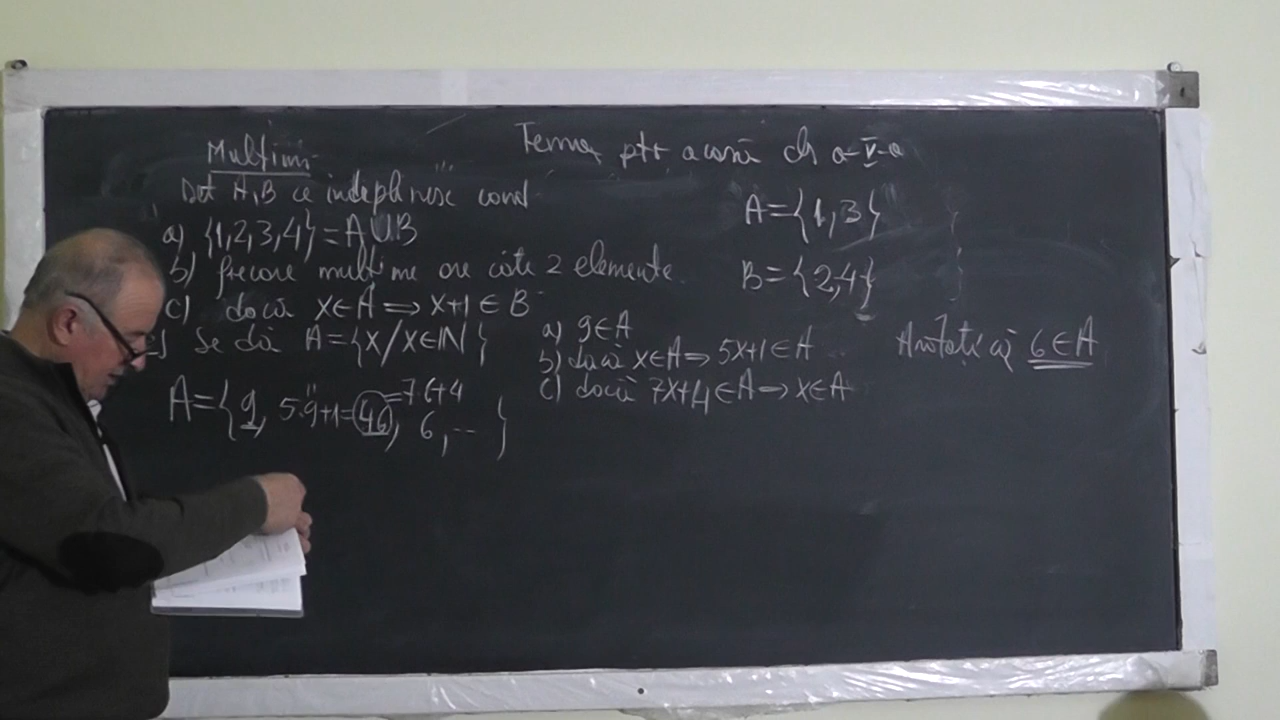 Tema ptr acasă cls a-V-a
Mulțimi
Det A, B ce îndeplinesc cond
a) {1,2,3,4} = A∪B
b) fiecare mulțime are câte 2 elemente.
c) dacă x∈A ⟹ x+1 ∈ B
A={1,3}
B={2,4}
Se dă A={x/x∈ℕ}
a) 9∈A
b) dacă x∈A ⟹ 5x+1∈A
c) dacă 7x+4∈A ⟹ x∈A
Arătați că 6∈A
A={9, 5·9+1=46=7·6+4, 6, ...}